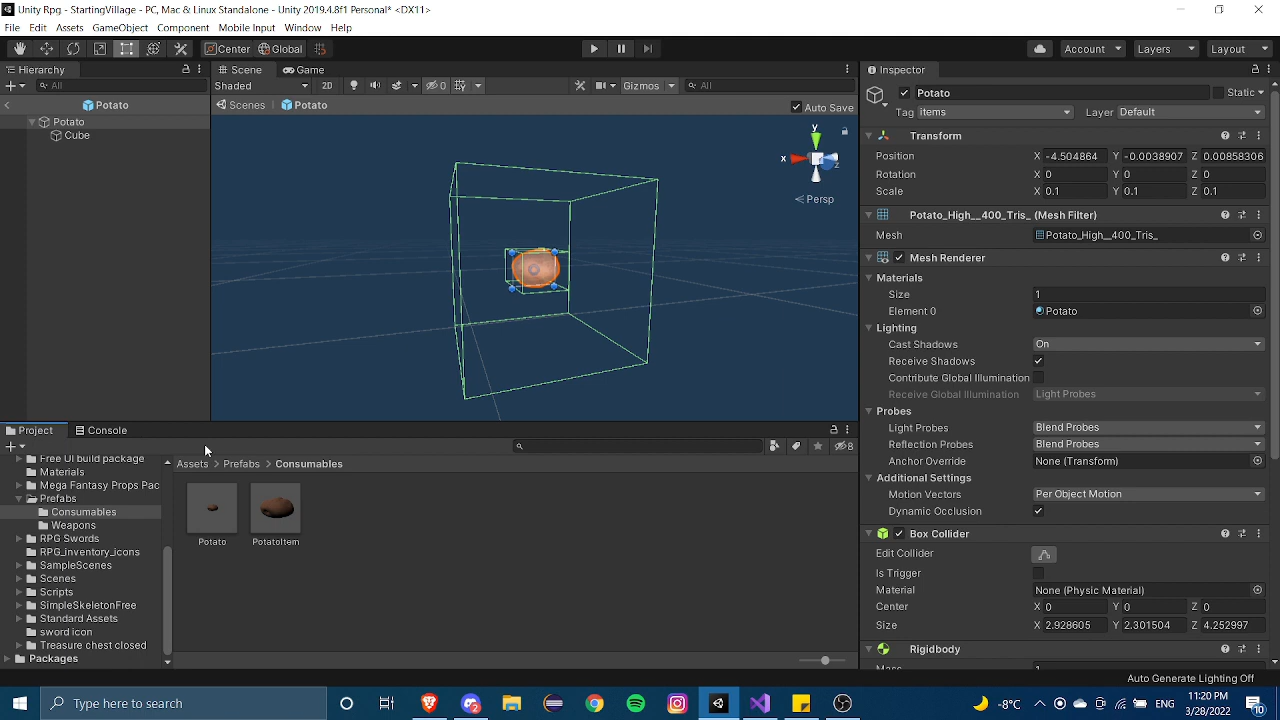 Unity Rpg - StartingVillage - PC, Mac & Linux Standalone - Unity 2019.4.8f1 Personal* <DX11>
File Edit Assets GameObject Component Mobile Input Window Help
Center Global Account Layers Layout
Hierarchy
All
Potato
Potato
Cube
Scene Game
Shaded 2D 0 Gizmos All
Scenes Potato Auto Save
y
x
z
Persp
Inspector
Potato Static
Tag items Layer Default
Transform
Position X -4.504864 Y -0.0038907 Z 0.00858306
Rotation X 0 Y 0 Z 0
Scale X 0.1 Y 0.1 Z 0.1
Potato_High__400_Tris_ (Mesh Filter)
Mesh Potato_High__400_Tris_
Mesh Renderer
Materials
Size 1
Element 0 Potato
Lighting
Cast Shadows On
Receive Shadows
Contribute Global Illumination
Receive Global Illumination Light Probes
Probes
Light Probes Blend Probes
Reflection Probes Blend Probes
Anchor Override None (Transform)
Additional Settings
Motion Vectors Per Object Motion
Dynamic Occlusion
Box Collider
Edit Collider
Is Trigger
Material None (Physic Material)
Center X 0 Y 0 Z 0
Size X 2.928605 Y 2.301504 Z 4.252997
Rigidbody
Mass 1
Project Console
8
Free UI build package
Materials
Mega Fantasy Props Pac
Prefabs
Consumables
Weapons
RPG Swords
RPG_inventory_icons
SampleScenes
Scenes
Scripts
SimpleSkeletonFree
Standard Assets
sword icon
Treasure chest closed
Packages
Assets > Prefabs > Consumables
Potato PotatoItem
Auto Generate Lighting Off
Type here to search
-8°C ENG 11:20 PM
3/28/2022